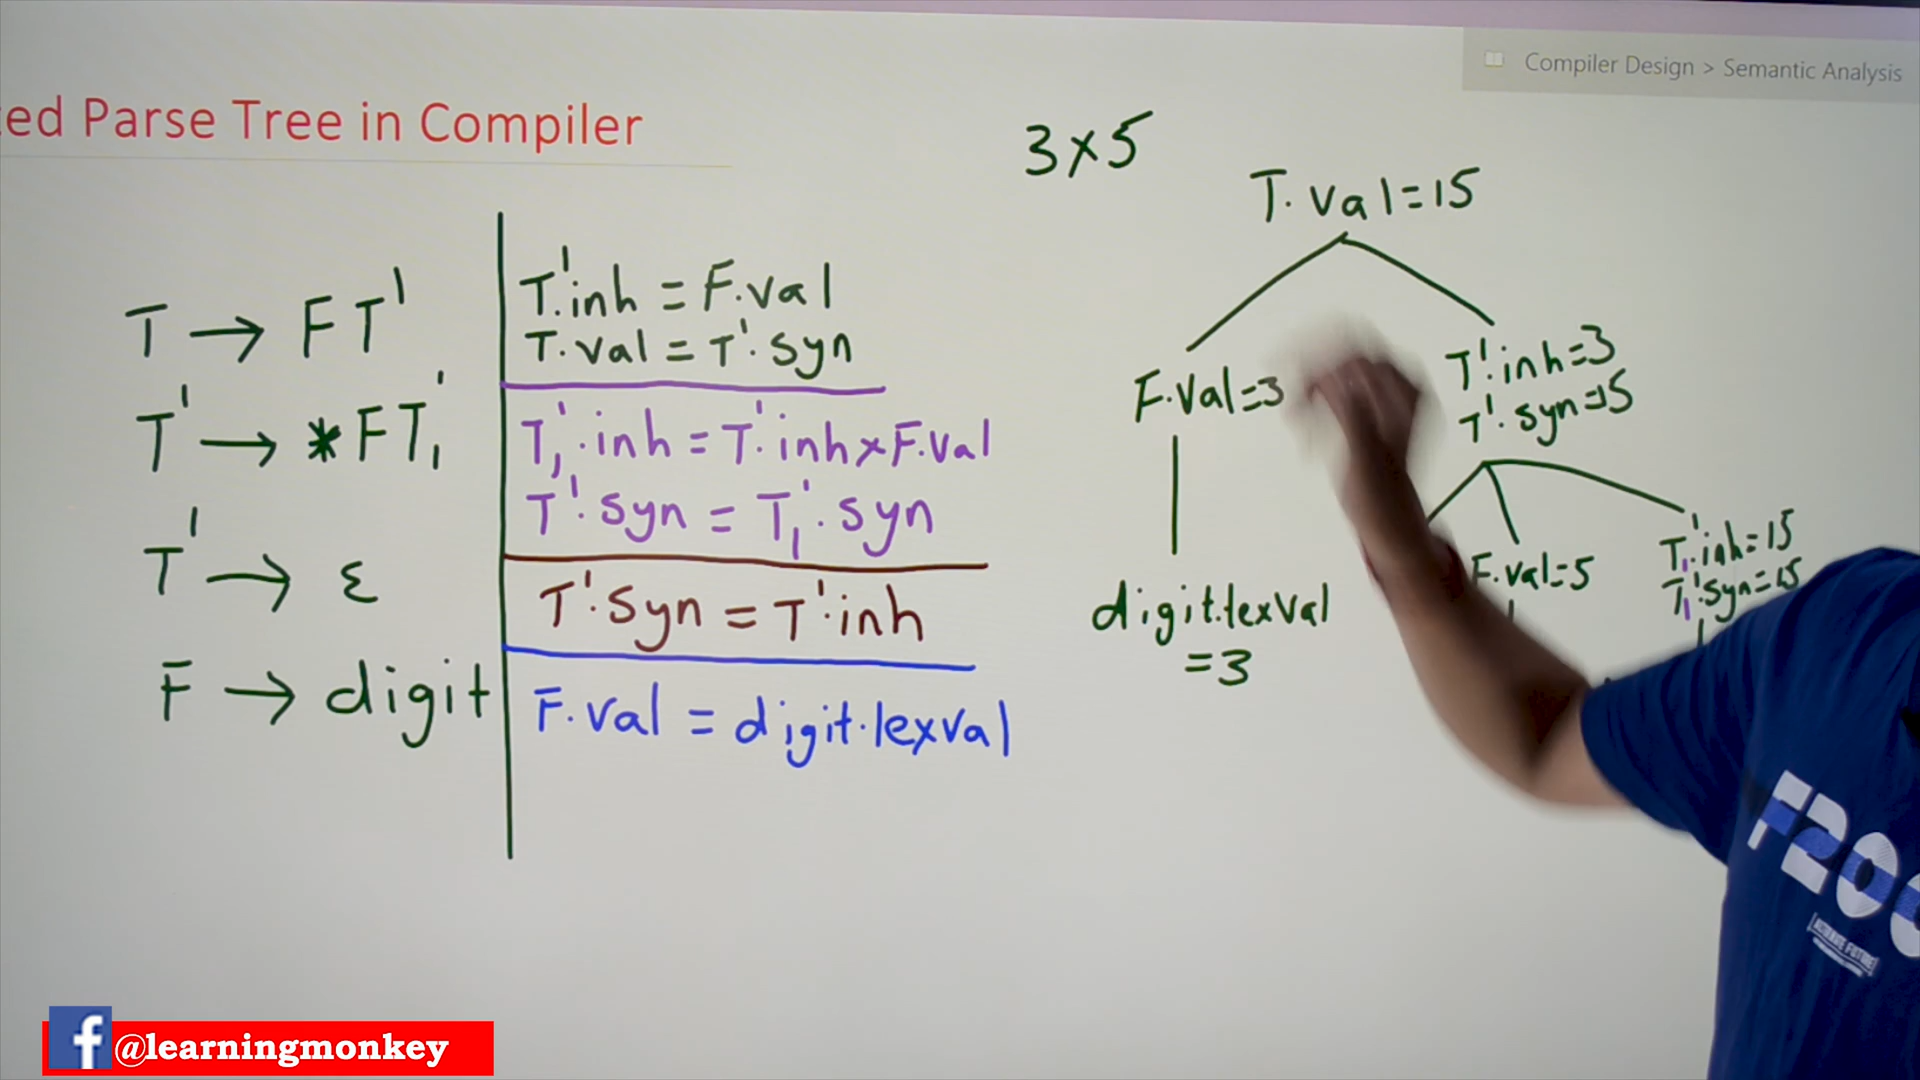 Compiler Design > Semantic Analysis
ed Parse Tree in Compiler
3×5
T → FT'
T' → *FT₁'
T' → ε
F → digit
T'.inh = F.val
T.val = T'.syn
T₁'.inh = T'.inh×F.val
T'.syn = T₁'.syn
T'.syn = T'.inh
F.val = digit.lexval
T.val=15
F.val=3
T'.inh=3
T'.syn=15
digit.lexval
=3
F.val=5
T₁'.inh=15
T₁'.syn=15
f @learningmonkey